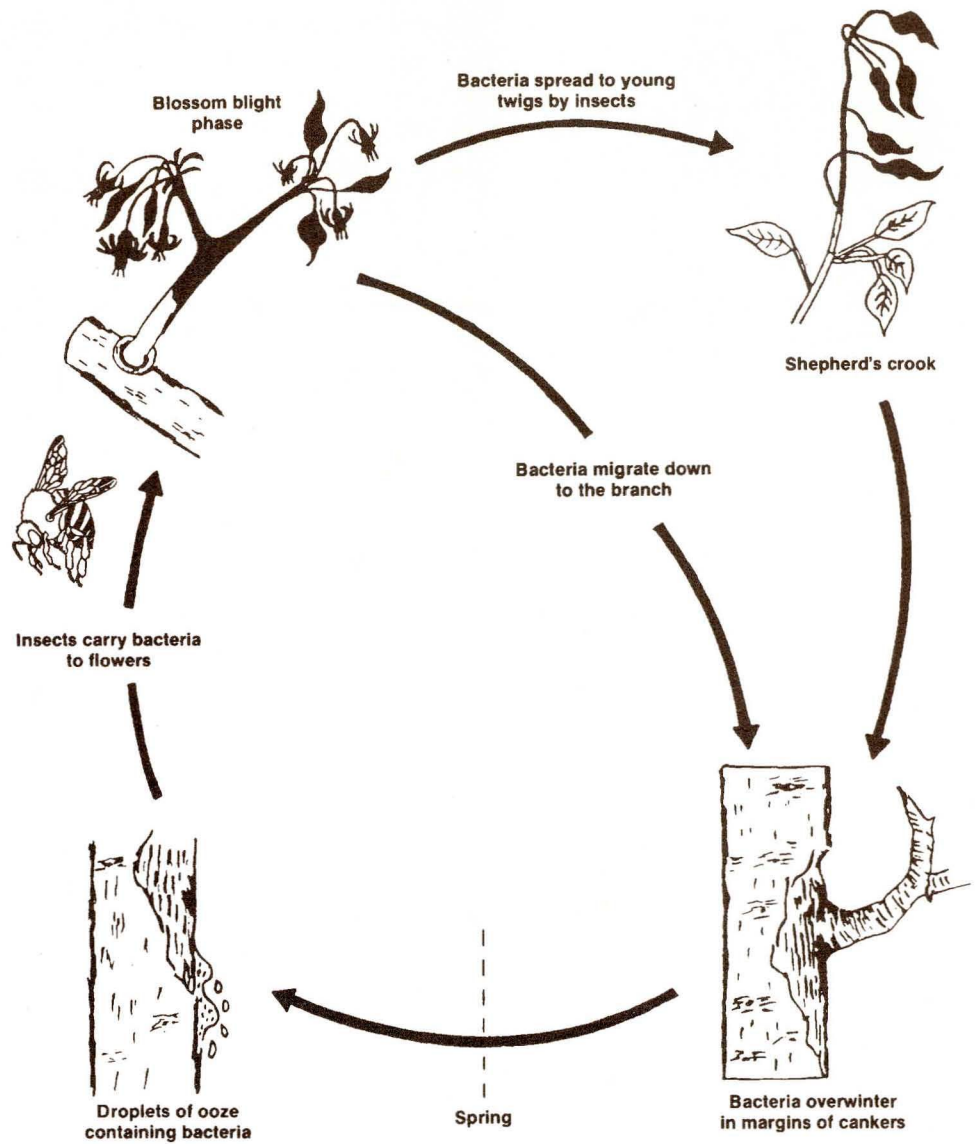 Bacteria spread to young
twigs by insects
Blossom blight
phase
Shepherd's crook
Bacteria migrate down
to the branch
Insects carry bacteria
to flowers
Droplets of ooze
containing bacteria
Spring
Bacteria overwinter
in margins of cankers